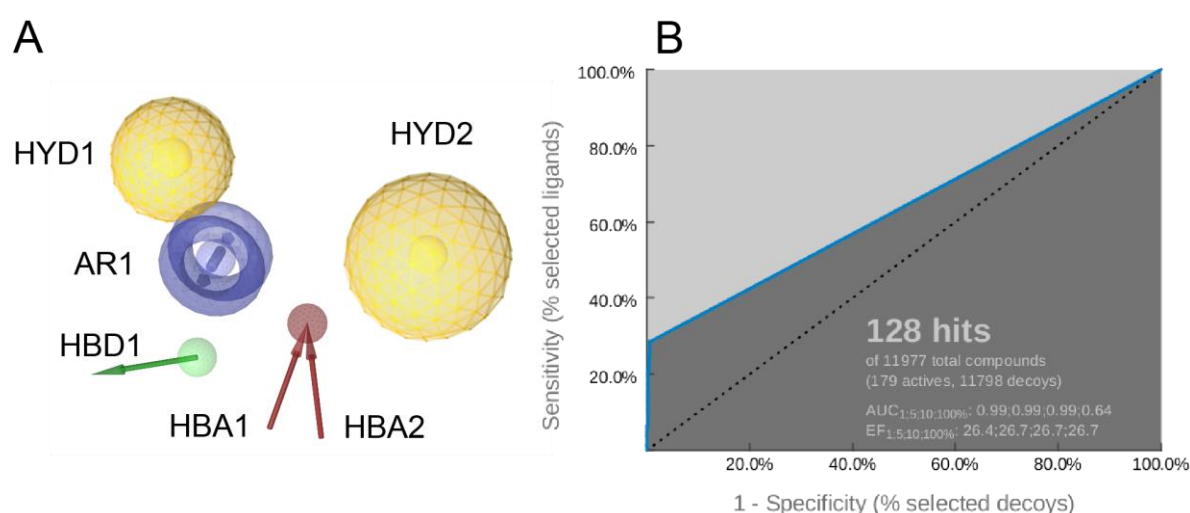 A
HYD1
HYD2
AR1
HBD1
HBA1
HBA2
B
Sensitivity (% selected ligands)
100.0%
80.0%
60.0%
40.0%
20.0%
128 hits
of 11977 total compounds
(179 actives, 11798 decoys)
AUC1;5;10;100%: 0.99;0.99;0.99;0.64
EF1;5;10;100%: 26.4;26.7;26.7;26.7
20.0%
40.0%
60.0%
80.0%
100.0%
1 - Specificity (% selected decoys)